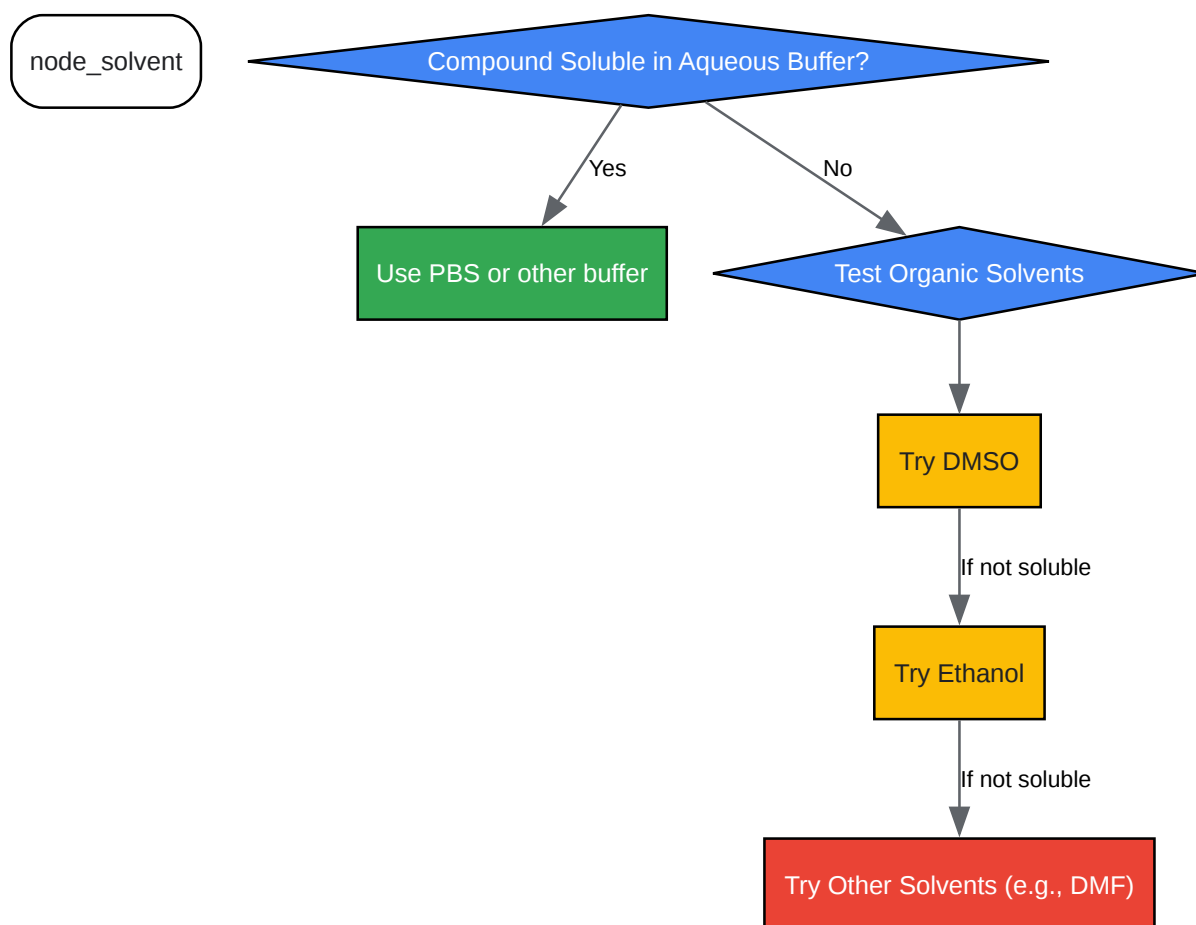 node_solvent
Compound Soluble in Aqueous Buffer?
Yes
No
Use PBS or other buffer
Test Organic Solvents
Try DMSO
If not soluble
Try Ethanol
If not soluble
Try Other Solvents (e.g., DMF)